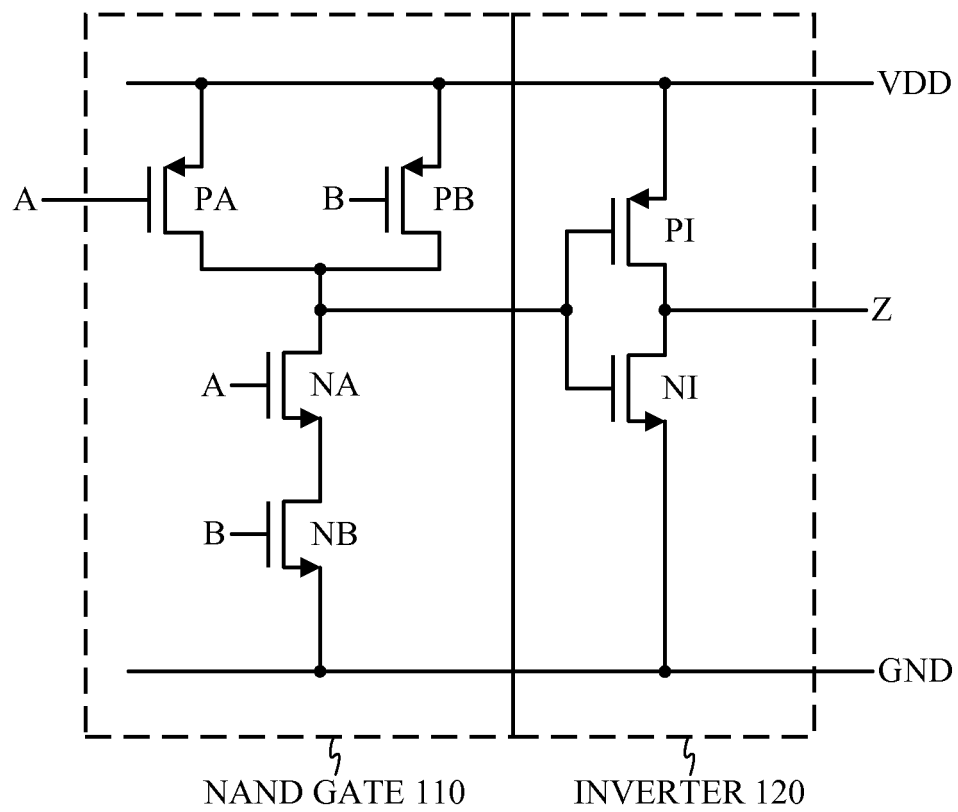 VDD
A
PA
B
PB
PI
Z
A
NA
NI
B
NB
GND
NAND GATE 110
INVERTER 120